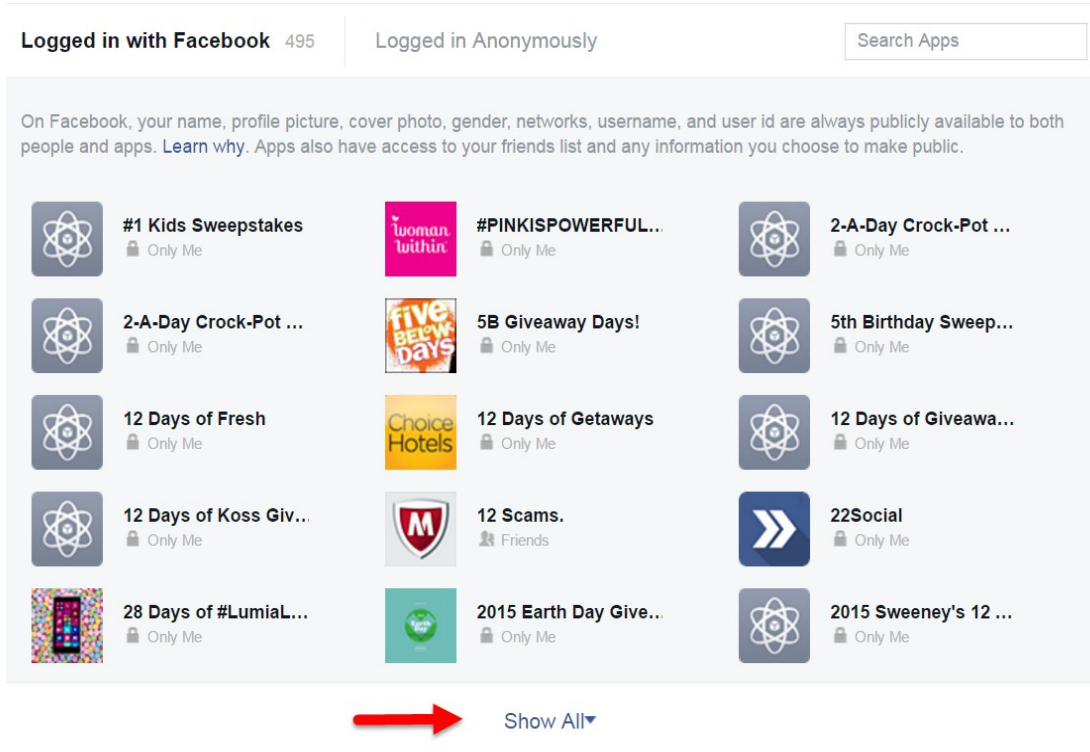 Logged in with Facebook 495 Logged in Anonymously Search Apps
On Facebook, your name, profile picture, cover photo, gender, networks, username, and user id are always publicly available to both
people and apps. Learn why. Apps also have access to your friends list and any information you choose to make public.
#1 Kids Sweepstakes
Only Me
woman
within
#PINKISPOWERFUL...
Only Me
2-A-Day Crock-Pot ...
Only Me
2-A-Day Crock-Pot ...
Only Me
five
BELOW
DAYS
5B Giveaway Days!
Only Me
5th Birthday Sweep...
Only Me
12 Days of Fresh
Only Me
Choice
Hotels
12 Days of Getaways
Only Me
12 Days of Giveawa...
Only Me
12 Days of Koss Giv...
Only Me
M
12 Scams.
Friends
22Social
Only Me
28 Days of #LumiaL...
Only Me
Earth
Day
2015 Earth Day Give...
Only Me
2015 Sweeney's 12 ...
Only Me
Show All